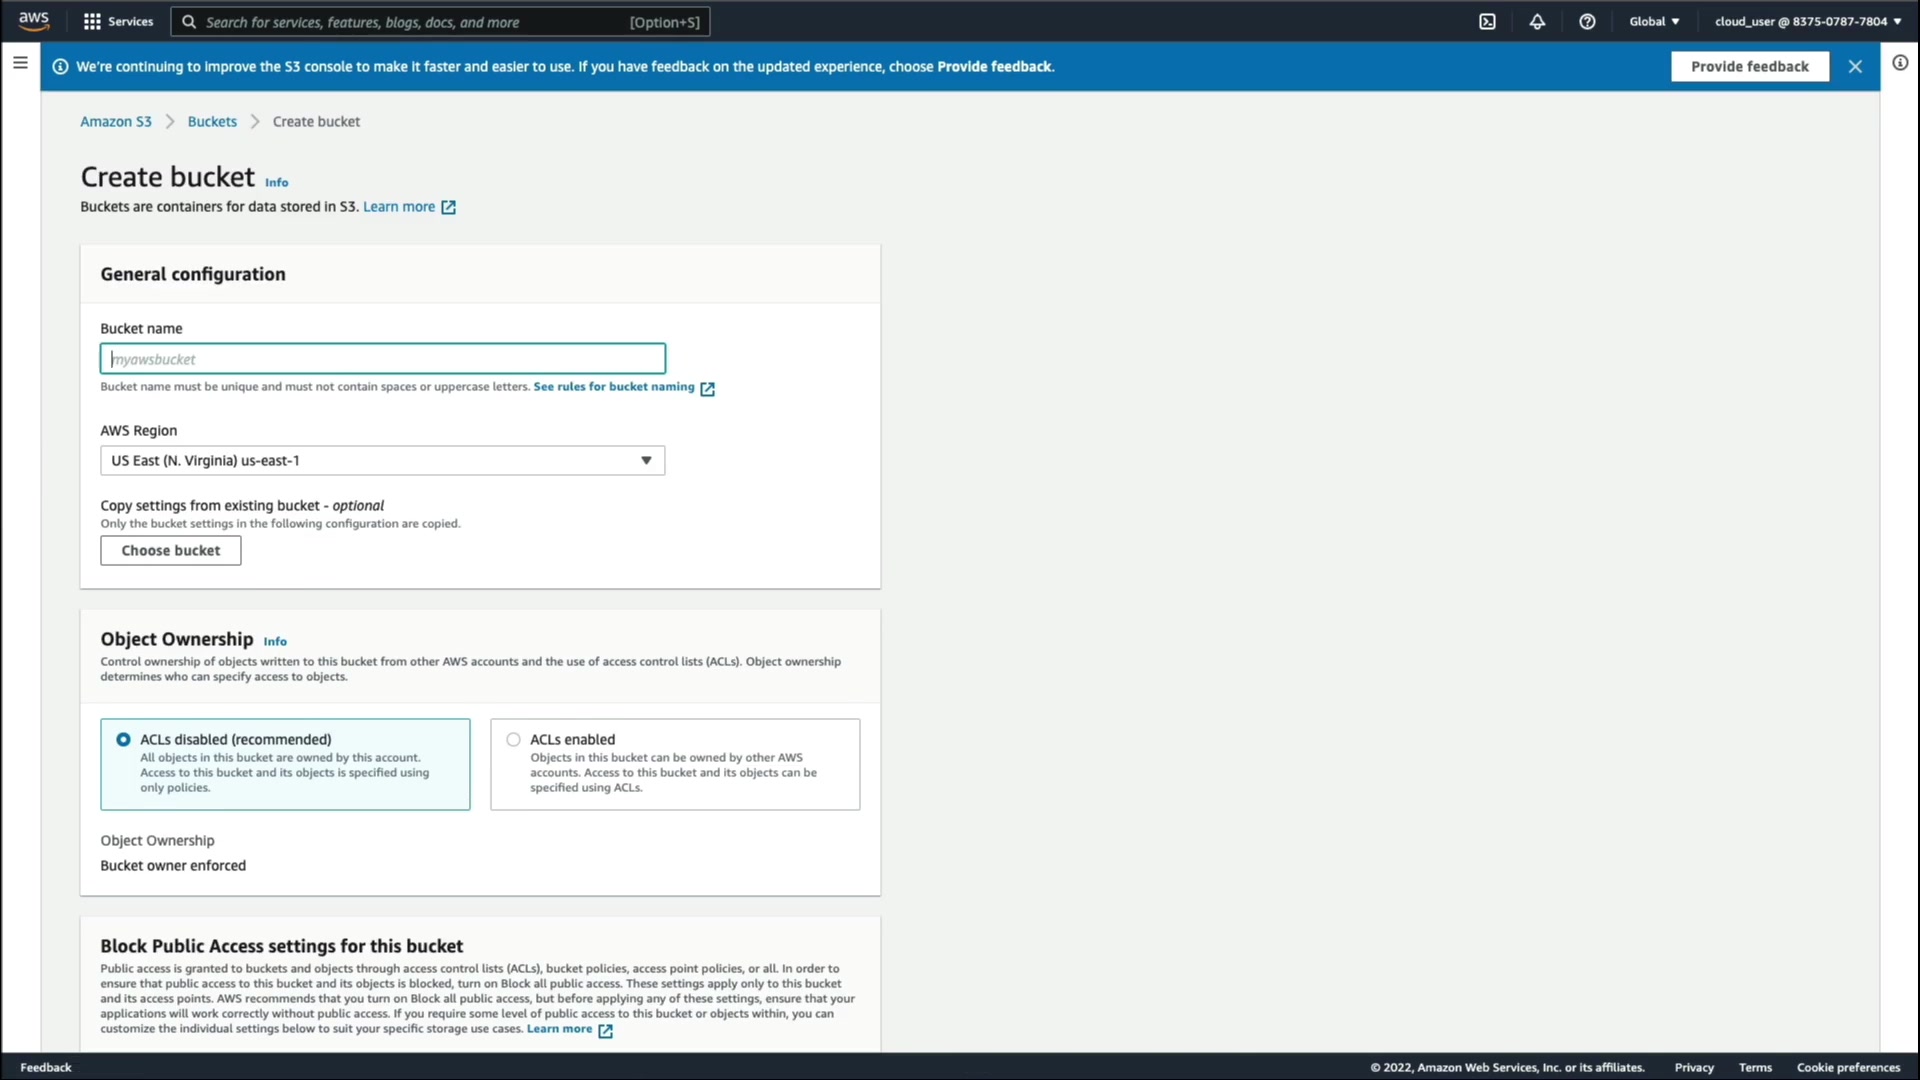 aws
Services
Search for services, features, blogs, docs, and more
[Option+S]
Global
cloud_user @ 8375-0787-7804
We're continuing to improve the S3 console to make it faster and easier to use. If you have feedback on the updated experience, choose Provide feedback.
Provide feedback
Amazon S3
Buckets
Create bucket
Create bucket
Info
Buckets are containers for data stored in S3. Learn more
General configuration
Bucket name
myawsbucket
Bucket name must be unique and must not contain spaces or uppercase letters. See rules for bucket naming
AWS Region
US East (N. Virginia) us-east-1
Copy settings from existing bucket - optional
Only the bucket settings in the following configuration are copied.
Choose bucket
Object Ownership
Info
Control ownership of objects written to this bucket from other AWS accounts and the use of access control lists (ACLs). Object ownership
determines who can specify access to objects.
ACLs disabled (recommended)
All objects in this bucket are owned by this account.
Access to this bucket and its objects is specified using
only policies.
ACLs enabled
Objects in this bucket can be owned by other AWS
accounts. Access to this bucket and its objects can be
specified using ACLs.
Object Ownership
Bucket owner enforced
Block Public Access settings for this bucket
Public access is granted to buckets and objects through access control lists (ACLs), bucket policies, access point policies, or all. In order to
ensure that public access to this bucket and its objects is blocked, turn on Block all public access. These settings apply only to this bucket
and its access points. AWS recommends that you turn on Block all public access, but before applying any of these settings, ensure that your
applications will work correctly without public access. If you require some level of public access to this bucket or objects within, you can
customize the individual settings below to suit your specific storage use cases. Learn more
Feedback
© 2022, Amazon Web Services, Inc. or its affiliates.
Privacy
Terms
Cookie preferences